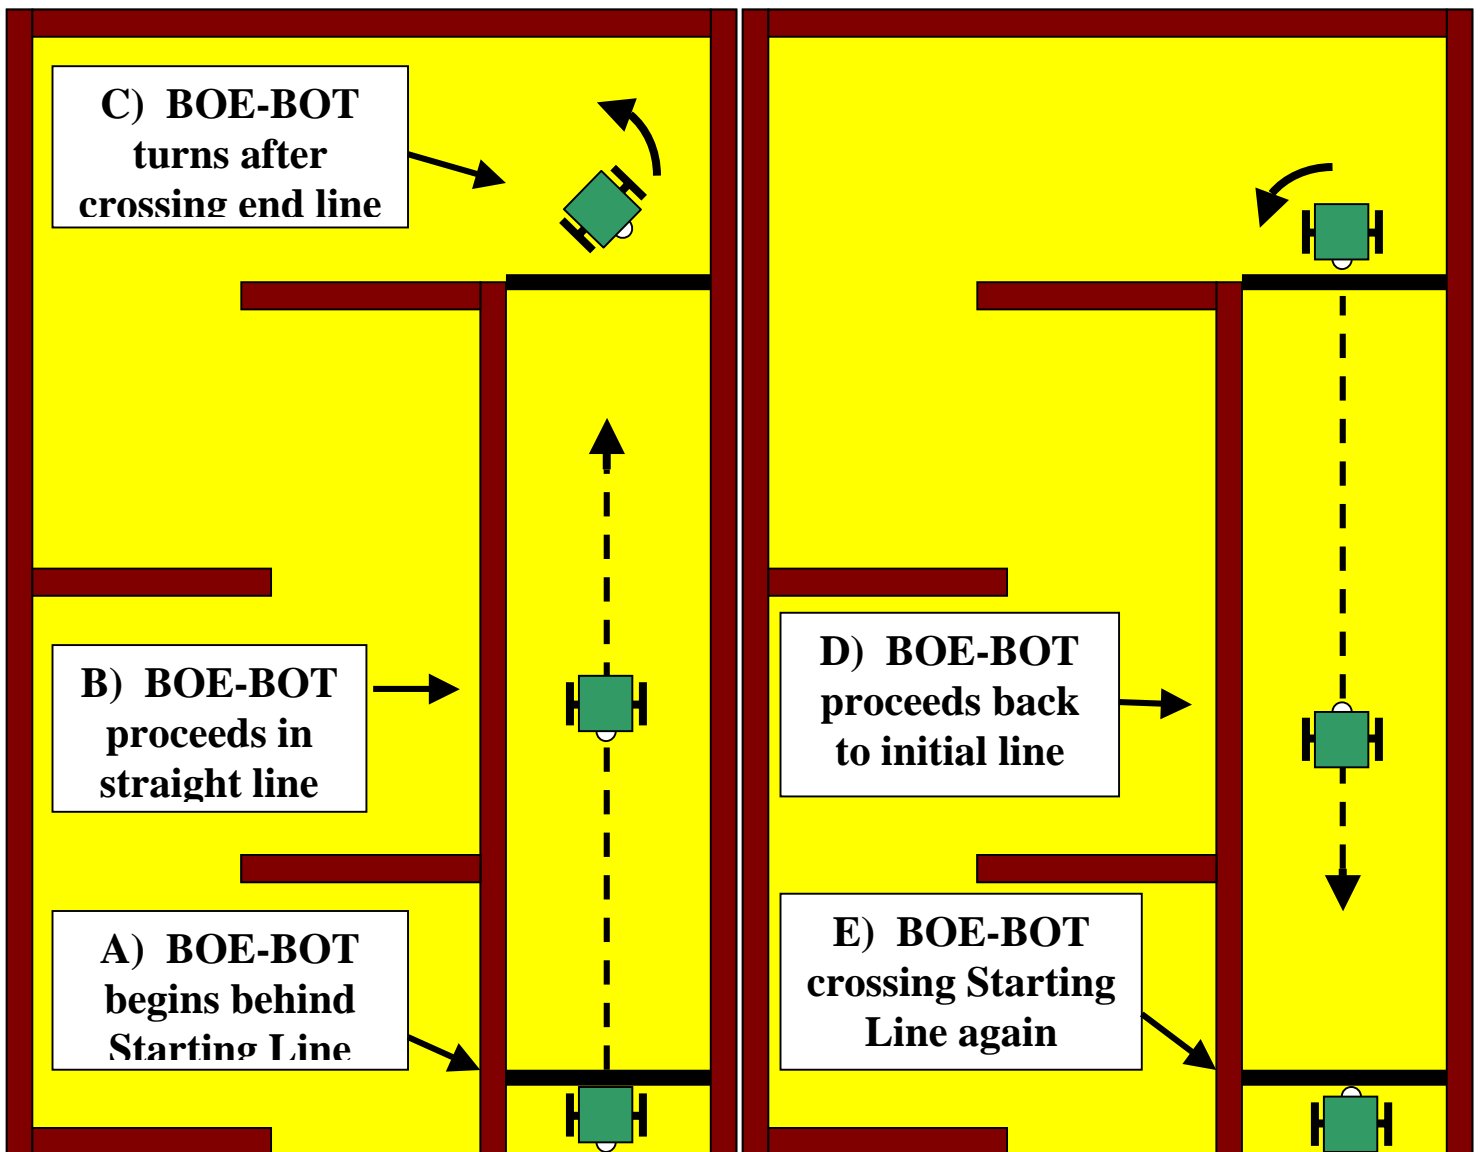 C) BOE-BOT
turns after
crossing end line
B) BOE-BOT
proceeds in
straight line
A) BOE-BOT
begins behind
Starting Line
D) BOE-BOT
proceeds back
to initial line
E) BOE-BOT
crossing Starting
Line again